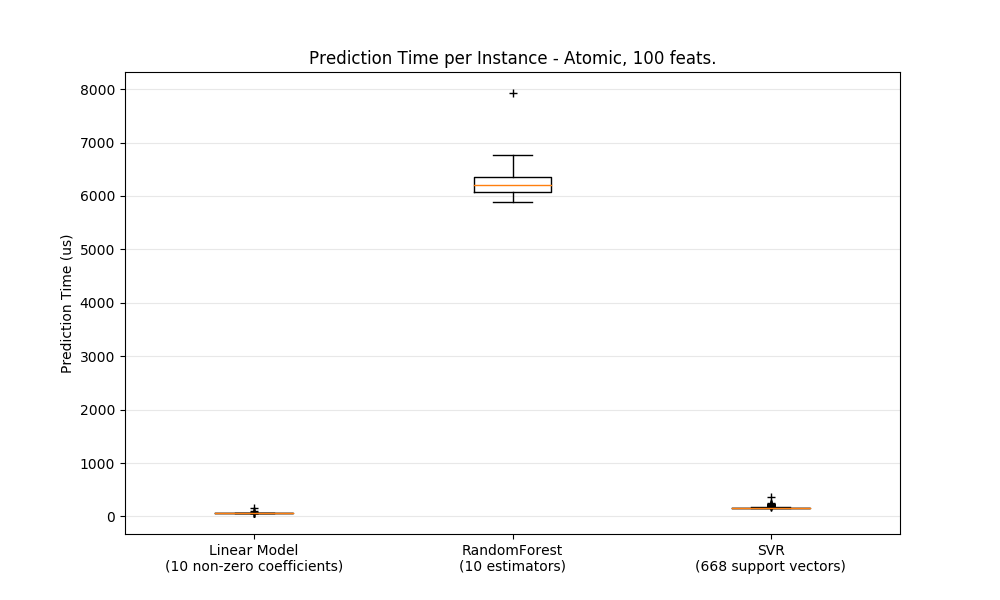 Prediction Time per Instance - Atomic, 100 feats.
Prediction Time (us)
8000
7000
6000
5000
4000
3000
2000
1000
0
Linear Model
(10 non-zero coefficients)
RandomForest
(10 estimators)
SVR
(668 support vectors)